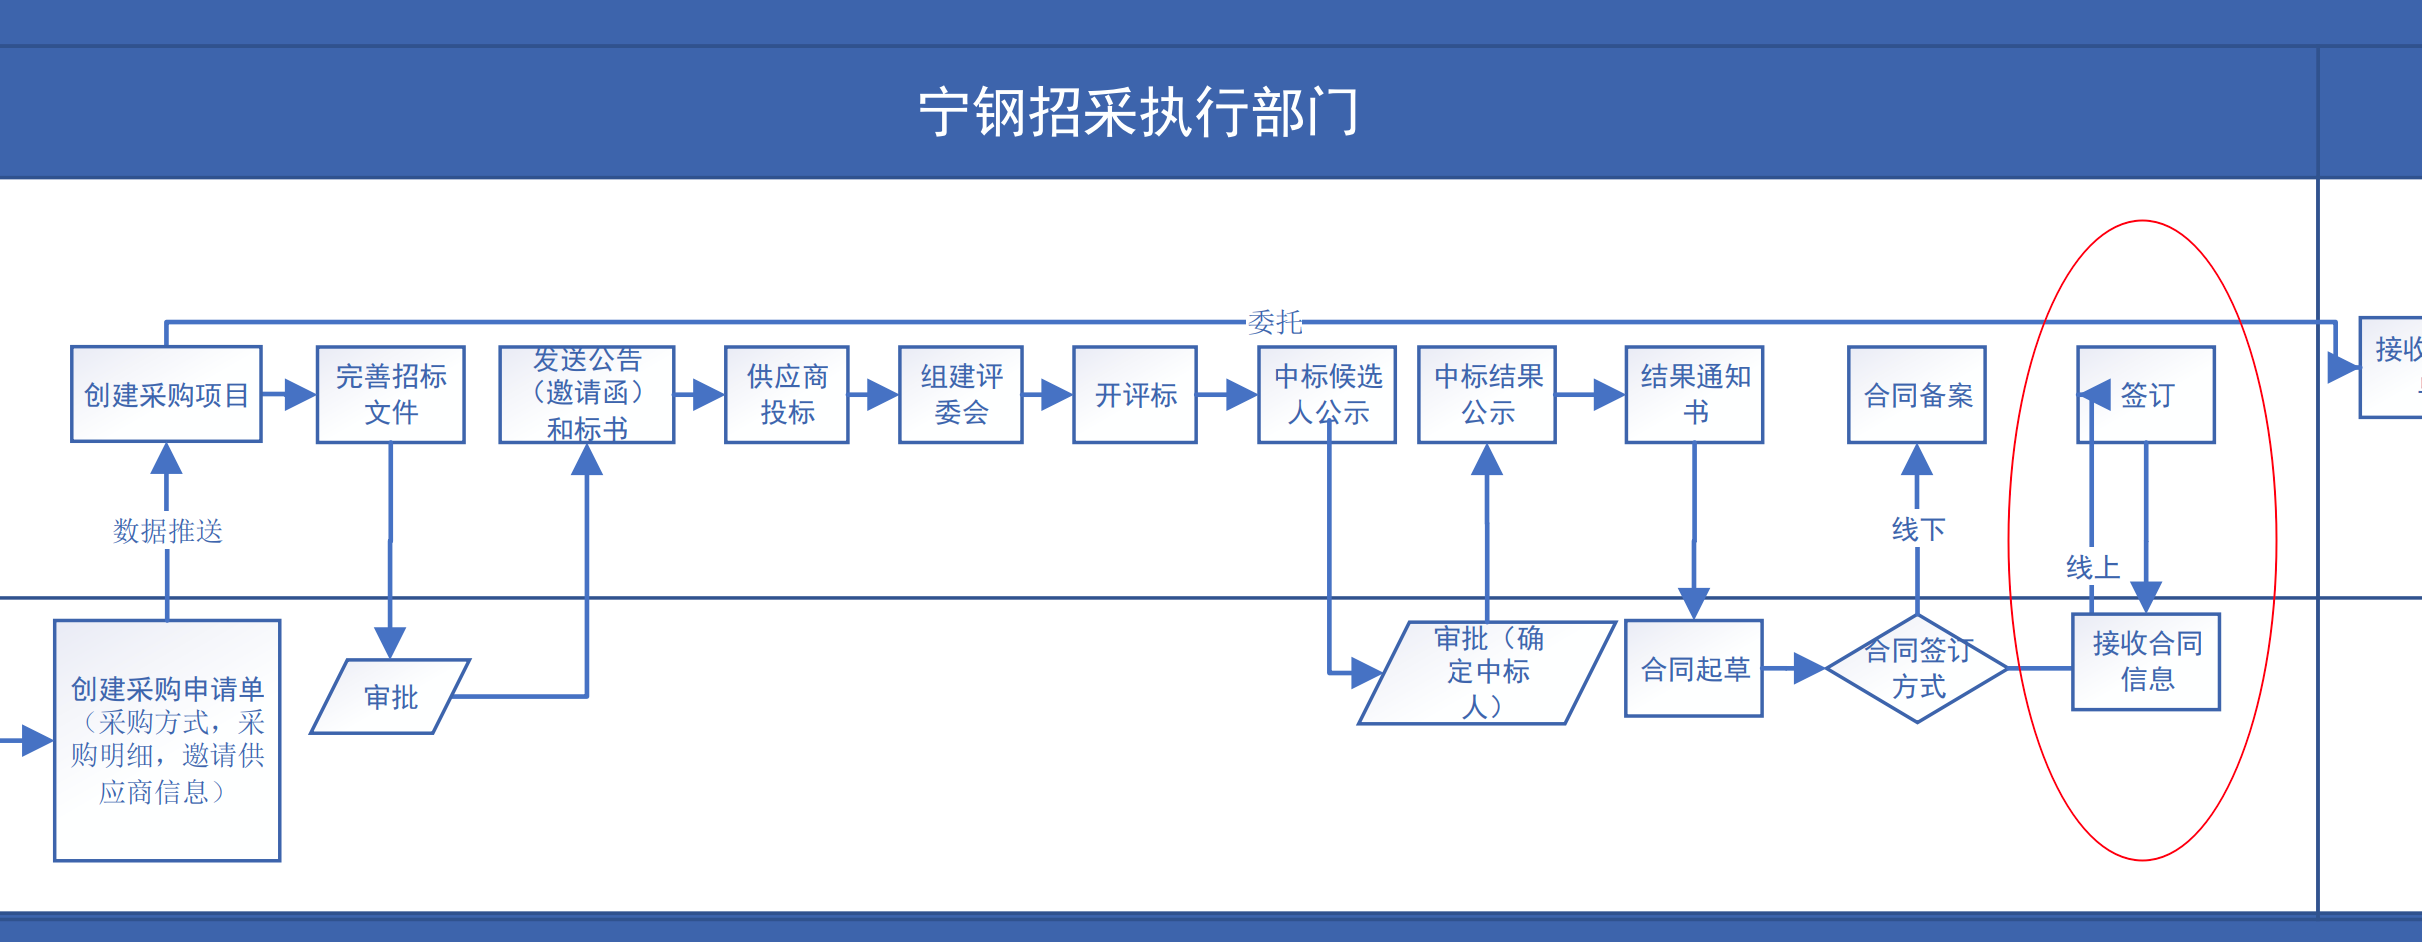 宁钢招采执行部门
委托
创建采购项目
完善招标
文件
发送公告
（邀请函）
和标书
供应商
投标
组建评
委会
开评标
中标候选
人公示
中标结果
公示
结果通知
书
合同备案
签订
接收
数据推送
线下
线上
创建采购申请单
（采购方式，采
购明细，邀请供
应商信息）
审批
审批（确
定中标
人）
合同起草
合同签订
方式
接收合同
信息